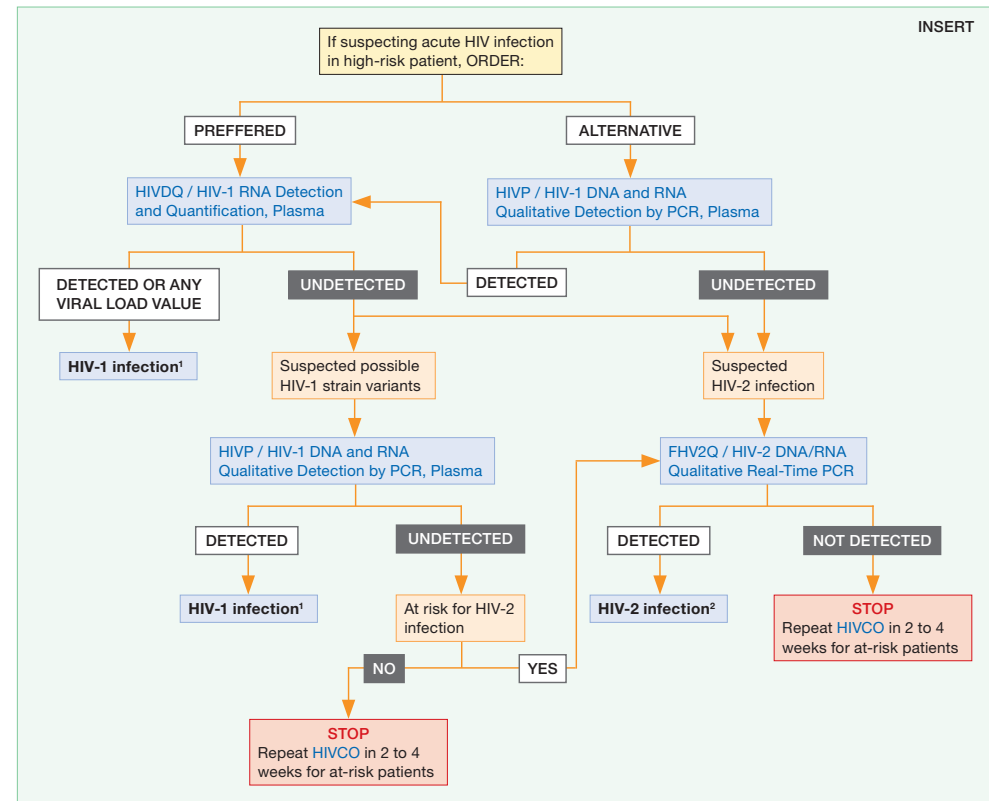 INSERT
If suspecting acute HIV infection
in high-risk patient, ORDER:
PREFFERED
ALTERNATIVE
HIVDQ / HIV-1 RNA Detection
and Quantification, Plasma
HIVP / HIV-1 DNA and RNA
Qualitative Detection by PCR, Plasma
DETECTED OR ANY
VIRAL LOAD VALUE
UNDETECTED
DETECTED
UNDETECTED
HIV-1 infection¹
Suspected possible
HIV-1 strain variants
Suspected
HIV-2 infection
HIVP / HIV-1 DNA and RNA
Qualitative Detection by PCR, Plasma
FHV2Q / HIV-2 DNA/RNA
Qualitative Real-Time PCR
DETECTED
UNDETECTED
DETECTED
NOT DETECTED
HIV-1 infection¹
At risk for HIV-2
infection
HIV-2 infection²
STOP
Repeat HIVCO in 2 to 4
weeks for at-risk patients
NO
YES
STOP
Repeat HIVCO in 2 to 4
weeks for at-risk patients